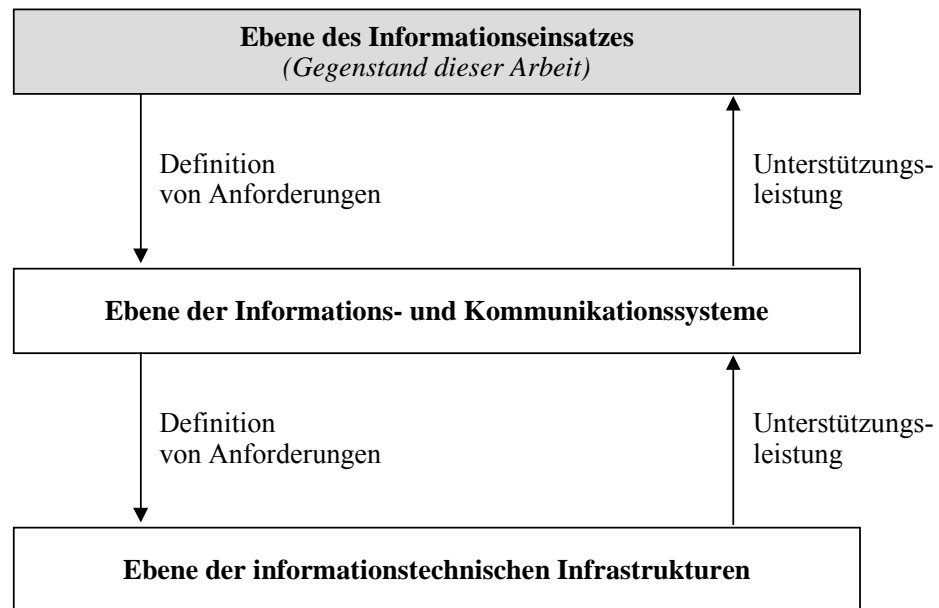 Ebene des Informationseinsatzes
(Gegenstand dieser Arbeit)
Definition
von Anforderungen
Unterstützungs-
leistung
Ebene der Informations- und Kommunikationssysteme
Definition
von Anforderungen
Unterstützungs-
leistung
Ebene der informationstechnischen Infrastrukturen